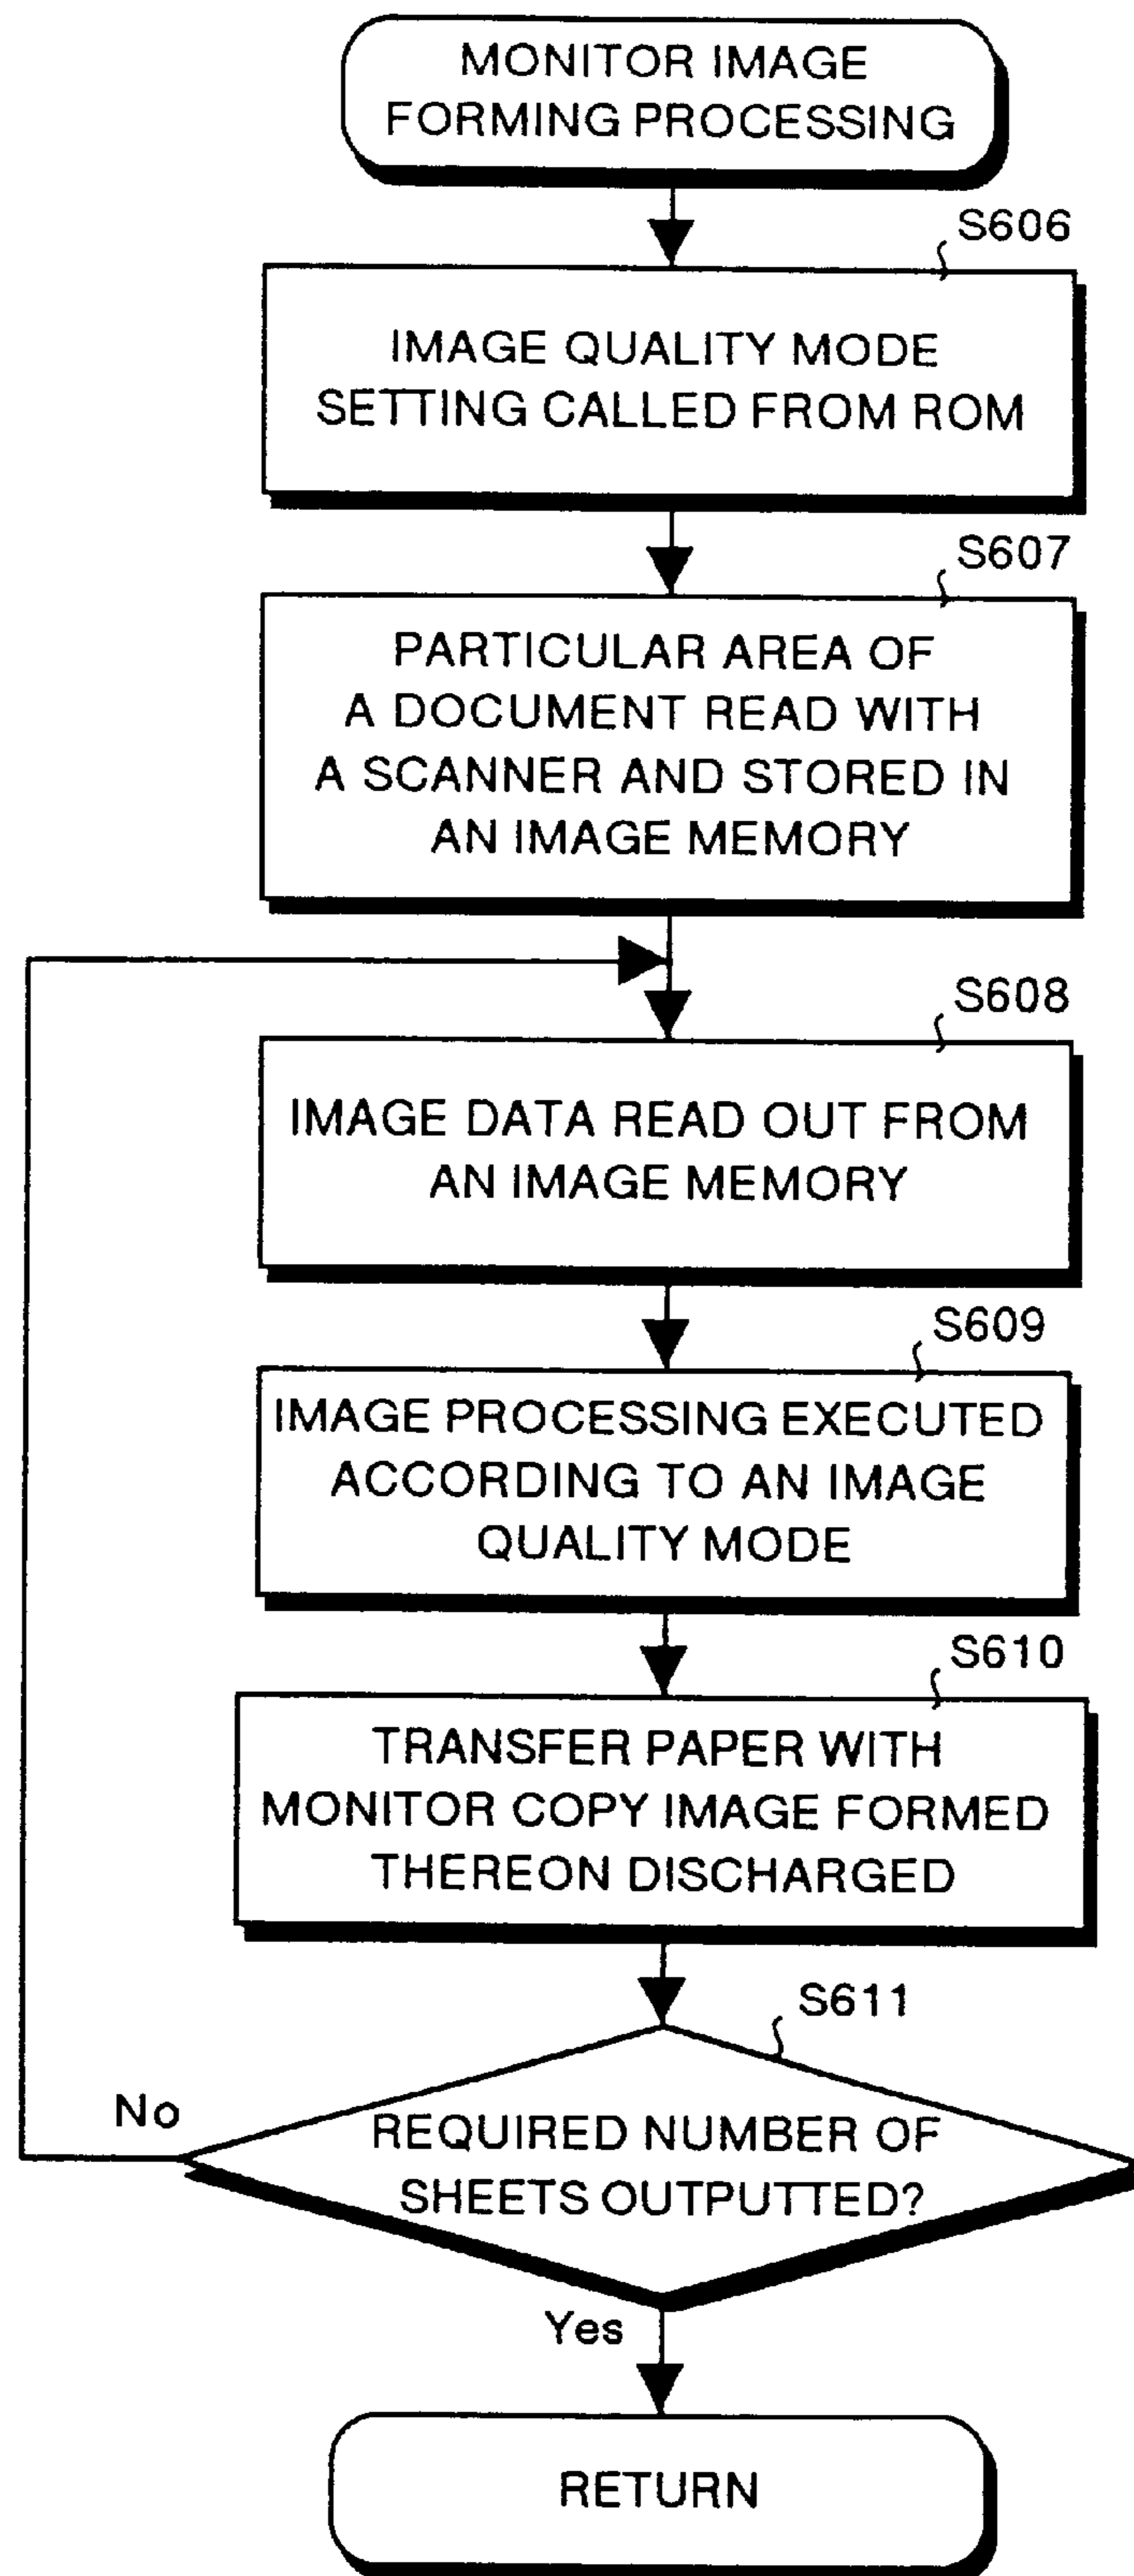 MONITOR IMAGE
FORMING PROCESSING
S606
IMAGE QUALITY MODE
SETTING CALLED FROM ROM
S607
PARTICULAR AREA OF
A DOCUMENT READ WITH
A SCANNER AND STORED IN
AN IMAGE MEMORY
S608
IMAGE DATA READ OUT FROM
AN IMAGE MEMORY
S609
IMAGE PROCESSING EXECUTED
ACCORDING TO AN IMAGE
QUALITY MODE
S610
TRANSFER PAPER WITH
MONITOR COPY IMAGE FORMED
THEREON DISCHARGED
S611
No
REQUIRED NUMBER OF
SHEETS OUTPUTTED?
Yes
RETURN